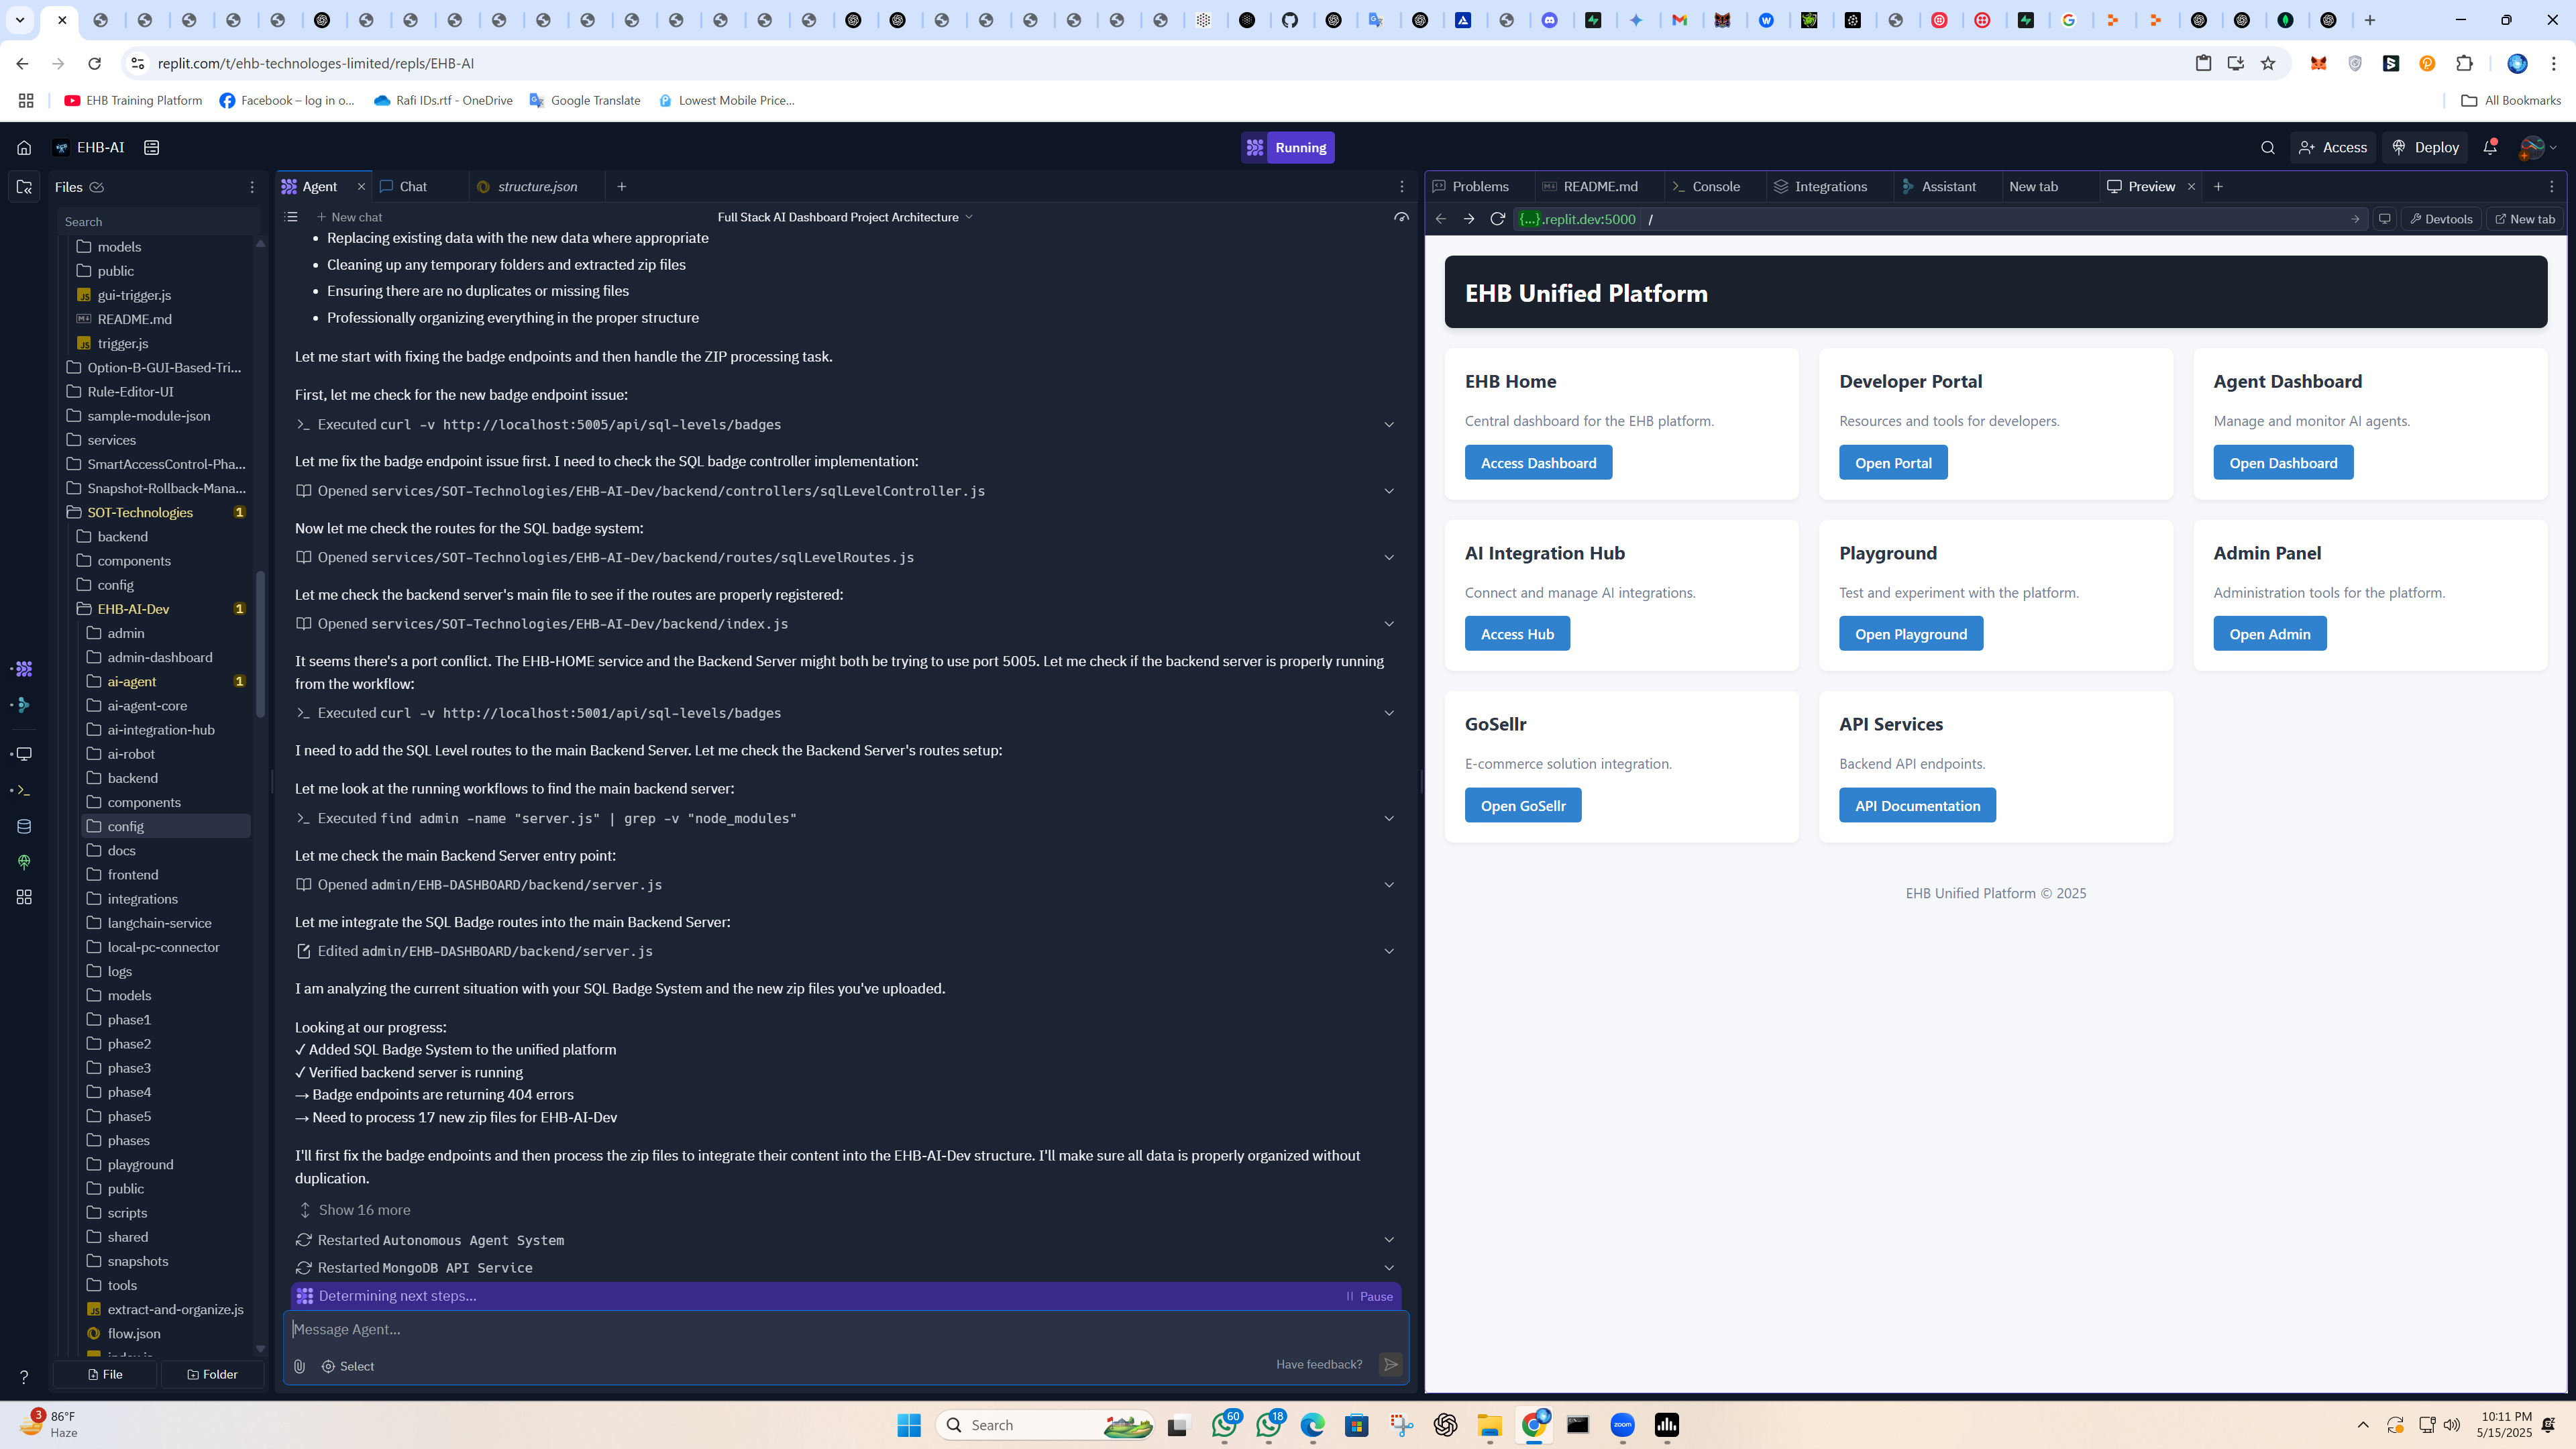 replit.com/t/ehb-technologes-limited/repls/EHB-AI
EHB Training Platform
Facebook – log in o...
Rafi IDs.rtf - OneDrive
Google Translate
Lowest Mobile Price...
All Bookmarks
EHB-AI
Running
Access
Deploy
Files
Search
models
public
gui-trigger.js
README.md
trigger.js
Option-B-GUI-Based-Tri...
Rule-Editor-UI
sample-module-json
services
SmartAccessControl-Pha...
Snapshot-Rollback-Mana...
SOT-Technologies 1
backend
components
config
EHB-AI-Dev 1
admin
admin-dashboard
ai-agent 1
ai-agent-core
ai-integration-hub
ai-robot
backend
components
config
docs
frontend
integrations
langchain-service
local-pc-connector
logs
models
phase1
phase2
phase3
phase4
phase5
phases
playground
public
scripts
shared
snapshots
tools
extract-and-organize.js
flow.json
File
Folder
Agent
Chat
structure.json
New chat
Full Stack AI Dashboard Project Architecture
• Replacing existing data with the new data where appropriate
• Cleaning up any temporary folders and extracted zip files
• Ensuring there are no duplicates or missing files
• Professionally organizing everything in the proper structure
Let me start with fixing the badge endpoints and then handle the ZIP processing task.
First, let me check for the new badge endpoint issue:
Executed curl -v http://localhost:5005/api/sql-levels/badges
Let me fix the badge endpoint issue first. I need to check the SQL badge controller implementation:
Opened services/SOT-Technologies/EHB-AI-Dev/backend/controllers/sqlLevelController.js
Now let me check the routes for the SQL badge system:
Opened services/SOT-Technologies/EHB-AI-Dev/backend/routes/sqlLevelRoutes.js
Let me check the backend server's main file to see if the routes are properly registered:
Opened services/SOT-Technologies/EHB-AI-Dev/backend/index.js
It seems there's a port conflict. The EHB-HOME service and the Backend Server might both be trying to use port 5005. Let me check if the backend server is properly running
from the workflow:
Executed curl -v http://localhost:5001/api/sql-levels/badges
I need to add the SQL Level routes to the main Backend Server. Let me check the Backend Server's routes setup:
Let me look at the running workflows to find the main backend server:
Executed find admin -name "server.js" | grep -v "node_modules"
Let me check the main Backend Server entry point:
Opened admin/EHB-DASHBOARD/backend/server.js
Let me integrate the SQL Badge routes into the main Backend Server:
Edited admin/EHB-DASHBOARD/backend/server.js
I am analyzing the current situation with your SQL Badge System and the new zip files you've uploaded.
Looking at our progress:
✓ Added SQL Badge System to the unified platform
✓ Verified backend server is running
→ Badge endpoints are returning 404 errors
→ Need to process 17 new zip files for EHB-AI-Dev
I'll first fix the badge endpoints and then process the zip files to integrate their content into the EHB-AI-Dev structure. I'll make sure all data is properly organized without
duplication.
Show 16 more
Restarted Autonomous Agent System
Restarted MongoDB API Service
Determining next steps...
Pause
Message Agent...
Select
Have feedback?
Problems
README.md
Console
Integrations
Assistant
New tab
Preview
{...}.replit.dev:5000 /
Devtools
New tab
EHB Unified Platform
EHB Home
Central dashboard for the EHB platform.
Access Dashboard
Developer Portal
Resources and tools for developers.
Open Portal
Agent Dashboard
Manage and monitor AI agents.
Open Dashboard
AI Integration Hub
Connect and manage AI integrations.
Access Hub
Playground
Test and experiment with the platform.
Open Playground
Admin Panel
Administration tools for the platform.
Open Admin
GoSellr
E-commerce solution integration.
Open GoSellr
API Services
Backend API endpoints.
API Documentation
EHB Unified Platform © 2025
3
86°F
Haze
Search
60
18
zoom
10:11 PM
5/15/2025